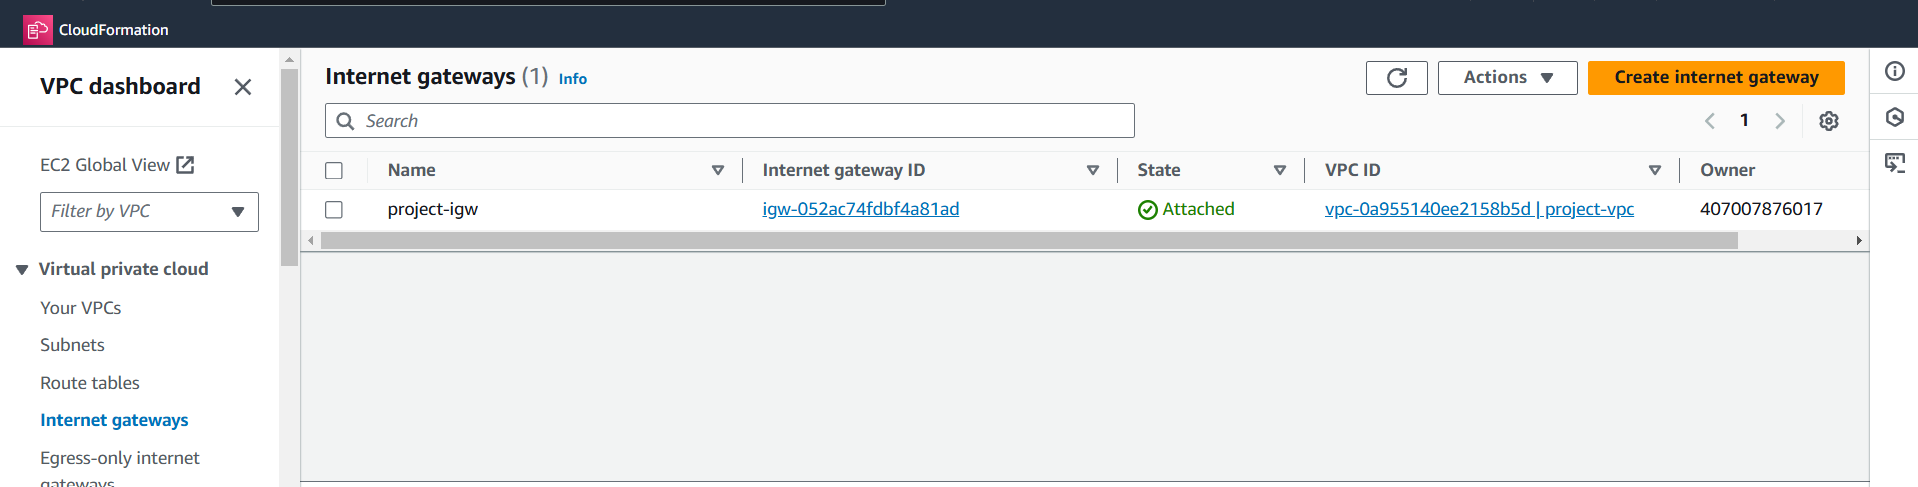 CloudFormation
VPC dashboard
EC2 Global View
Filter by VPC
Virtual private cloud
Your VPCs
Subnets
Route tables
Internet gateways
Egress-only internet
gateways
Internet gateways (1) Info
Actions
Create internet gateway
Search
1
Name Internet gateway ID State VPC ID Owner
project-igw igw-052ac74fdbf4a81ad Attached vpc-0a955140ee2158b5d | project-vpc 407007876017